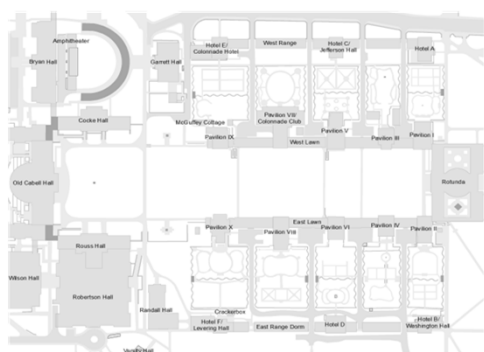 Amphitheater
Bryan Hall
Garrett Hall
Hotel E/
Colonnade Hotel
West Range
Hotel C/
Jefferson Hall
Hotel A
Cocke Hall
McGuffey Cottage
Pavilion IX
Pavilion VII/
Colonnade Club
West Lawn
Pavilion V
Pavilion III
Pavilion I
Old Cabell Hall
Rotunda
East Lawn
Pavilion X
Pavilion VIII
Pavilion VI
Pavilion IV
Pavilion II
Rouss Hall
Wilson Hall
Robertson Hall
Randall Hall
Crackerbox
Hotel F/
Levering Hall
East Range Dorm
Hotel D
Hotel B/
Washington Hall